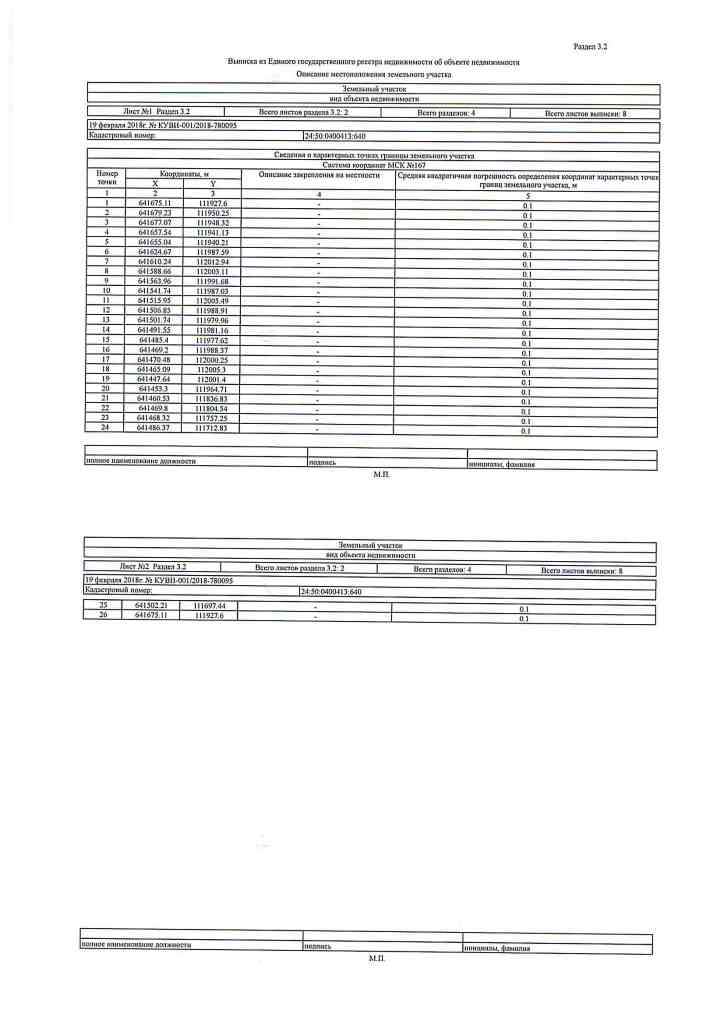 Раздел 3.2
Выписка из Единого государственного реестра недвижимости об объекте недвижимости
Описание местоположения земельного участка
Земельный участок
вид объекта недвижимости
Лист №1 Раздел 3.2 Всего листов раздела 3.2: 2 Всего разделов: 4 Всего листов выписки: 8
19 февраля 2018г. № КУВИ-001/2018-780095
Кадастровый номер: 24:50:0400413:640
Сведения о характерных точках границы земельного участка
Система координат МСК №167
Номер точки Координаты, м Описание закрепления на местности Средняя квадратичная погрешность определения координат характерных точек границ земельного участка, м
X Y
1 2 3 4 5
1 641675.11 111927.6 - 0.1
2 641679.23 111950.25 - 0.1
3 641677.07 111948.32 - 0.1
4 641657.54 111941.13 - 0.1
5 641655.04 111940.21 - 0.1
6 641624.67 111987.59 - 0.1
7 641610.24 112012.94 - 0.1
8 641588.66 112003.11 - 0.1
9 641563.96 111991.68 - 0.1
10 641541.74 111987.03 - 0.1
11 641515.95 112005.49 - 0.1
12 641506.85 111988.91 - 0.1
13 641501.74 111979.96 - 0.1
14 641491.55 111981.16 - 0.1
15 641485.4 111977.62 - 0.1
16 641469.2 111988.37 - 0.1
17 641470.48 112000.25 - 0.1
18 641465.09 112005.3 - 0.1
19 641447.64 112001.4 - 0.1
20 641453.3 111964.71 - 0.1
21 641460.53 111836.83 - 0.1
22 641469.8 111804.54 - 0.1
23 641468.32 111757.25 - 0.1
24 641486.37 111712.83 - 0.1
полное наименование должности подпись инициалы, фамилия
М.П.
Земельный участок
вид объекта недвижимости
Лист №2 Раздел 3.2 Всего листов раздела 3.2: 2 Всего разделов: 4 Всего листов выписки: 8
19 февраля 2018г. № КУВИ-001/2018-780095
Кадастровый номер: 24:50:0400413:640
25 641502.21 111697.44 - 0.1
26 641675.11 111927.6 - 0.1
полное наименование должности подпись инициалы, фамилия
М.П.